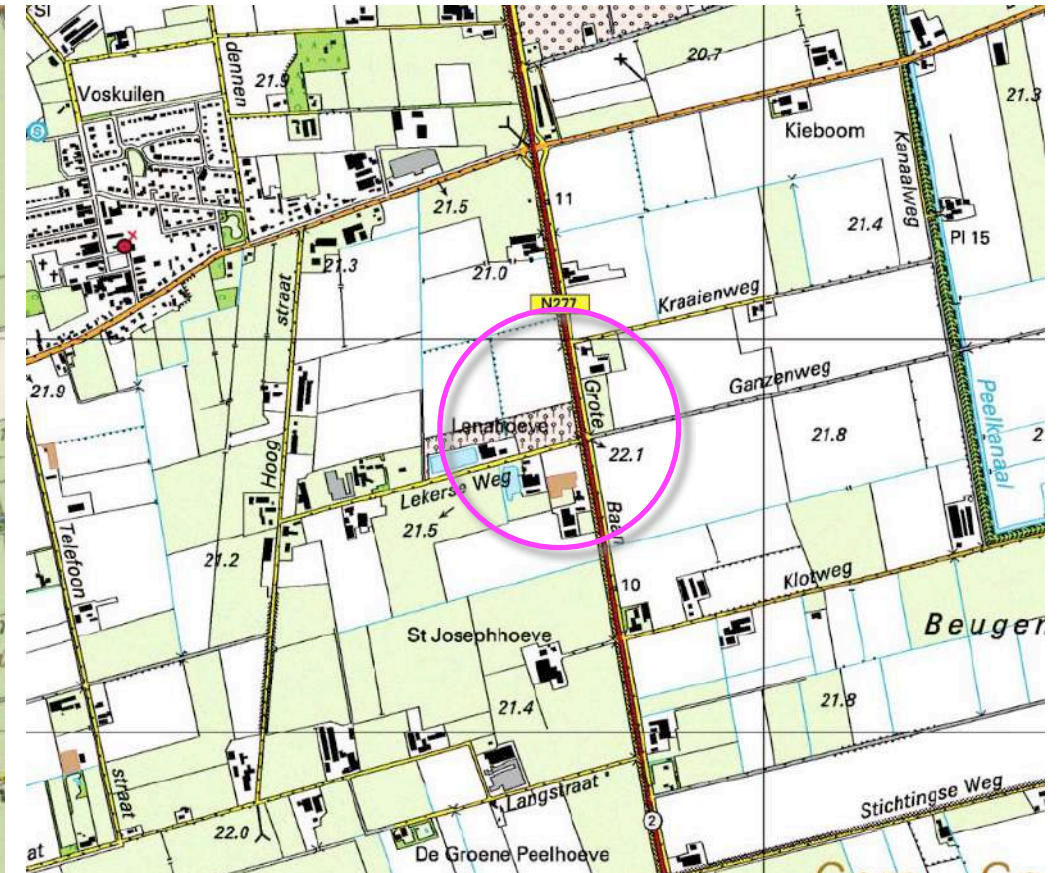 dennen
21.9
Voskuilen
S
20.7
21.3
Kieboom
Kanaalweg
11
21.5
21.4
Pl 15
straat
21.3
21.0
N277
Kraaienweg
21.9
Grote
Ganzenweg
Peelkanaal
Lenahoeve
22.1
21.8
Hoog
Lekerse Weg
21.5
Baan
Telefoon
21.2
10
Klotweg
St Josephhoeve
Beuger
21.4
21.8
straat
Langstraat
Stichtingse Weg
2
at
22.0
De Groene Peelhoeve